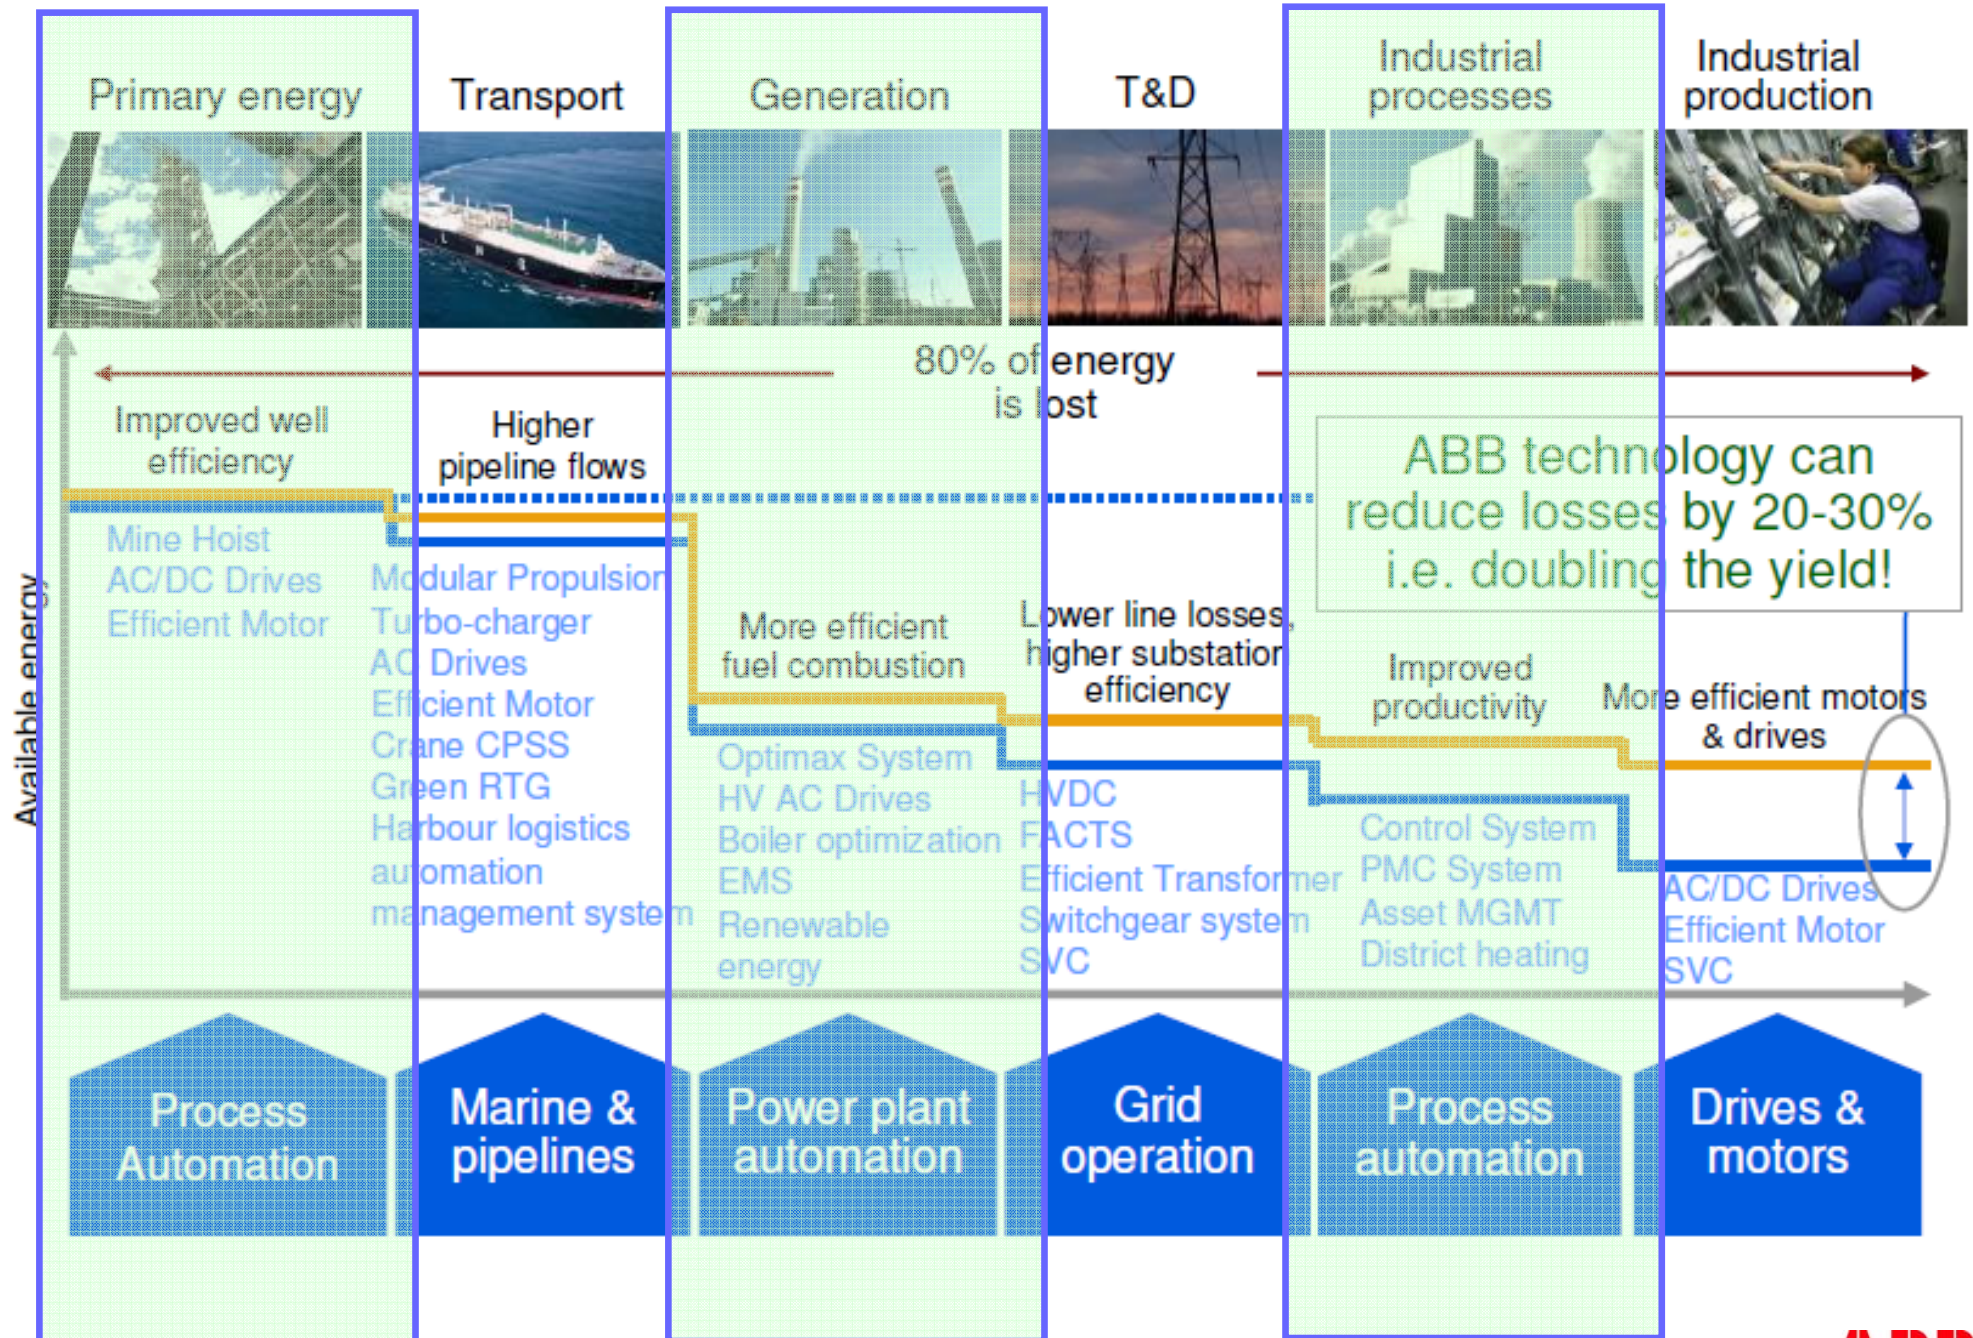 Primary energy
Transport
Generation
T&D
Industrial
processes
Industrial
production
80% of energy
is lost
Improved well
efficiency
Higher
pipeline flows
ABB technology can
reduce losses by 20-30%
i.e. doubling the yield!
Available energy
Mine Hoist
AC/DC Drives
Efficient Motor
Modular Propulsion
Turbo-charger
AC Drives
Efficient Motor
Crane CPSS
Green RTG
Harbour logistics
automation
management system
More efficient
fuel combustion
Optimax System
HV AC Drives
Boiler optimization
EMS
Renewable
energy
Lower line losses,
higher substation
efficiency
HVDC
FACTS
Efficient Transformer
Switchgear system
SVC
Improved
productivity
Control System
PMC System
Asset MGMT
District heating
More efficient motors
& drives
AC/DC Drives
Efficient Motor
SVC
Process
Automation
Marine &
pipelines
Power plant
automation
Grid
operation
Process
automation
Drives &
motors